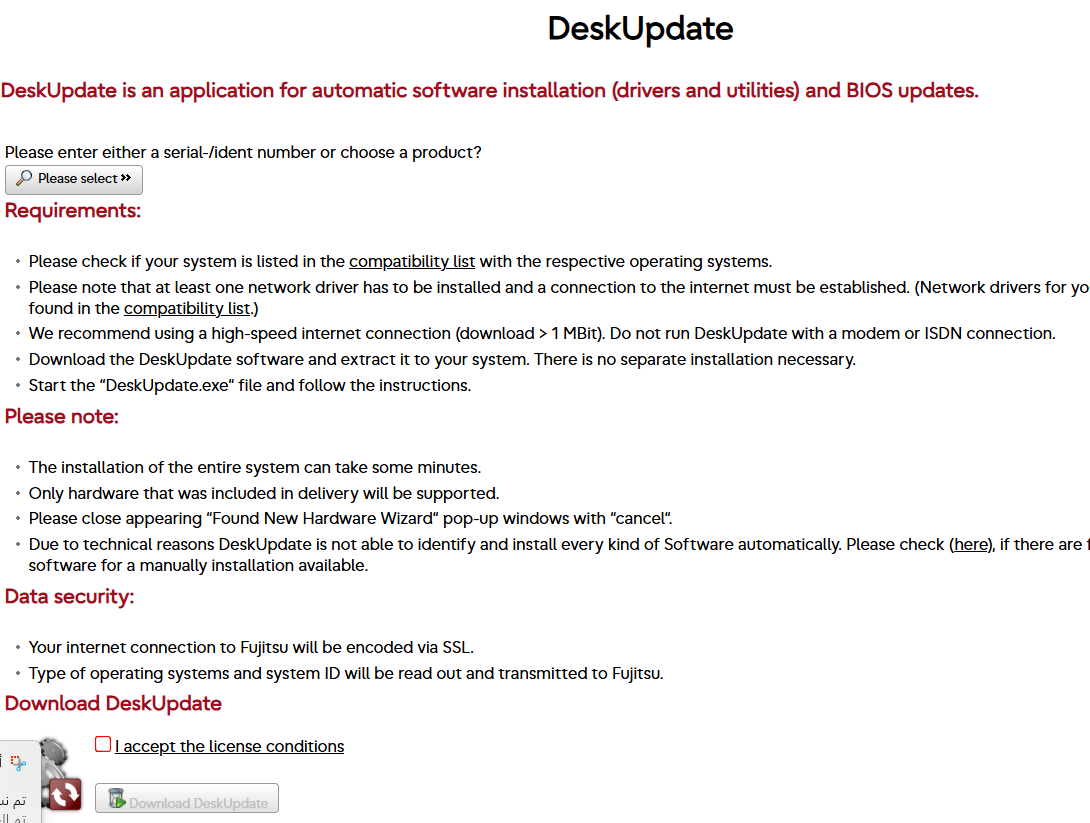 DeskUpdate
DeskUpdate is an application for automatic software installation (drivers and utilities) and BIOS updates.
Please enter either a serial-/ident number or choose a product?
Please select
Requirements:
Please check if your system is listed in the compatibility list with the respective operating systems.
Please note that at least one network driver has to be installed and a connection to the internet must be established. (Network drivers for yo
found in the compatibility list.)
We recommend using a high-speed internet connection (download > 1 MBit). Do not run DeskUpdate with a modem or ISDN connection.
Download the DeskUpdate software and extract it to your system. There is no separate installation necessary.
Start the “DeskUpdate.exe“ file and follow the instructions.
Please note:
The installation of the entire system can take some minutes.
Only hardware that was included in delivery will be supported.
Please close appearing “Found New Hardware Wizard“ pop-up windows with “cancel“.
Due to technical reasons DeskUpdate is not able to identify and install every kind of Software automatically. Please check (here), if there are
software for a manually installation available.
Data security:
Your internet connection to Fujitsu will be encoded via SSL.
Type of operating systems and system ID will be read out and transmitted to Fujitsu.
Download DeskUpdate
I accept the license conditions
Download DeskUpdate
تم